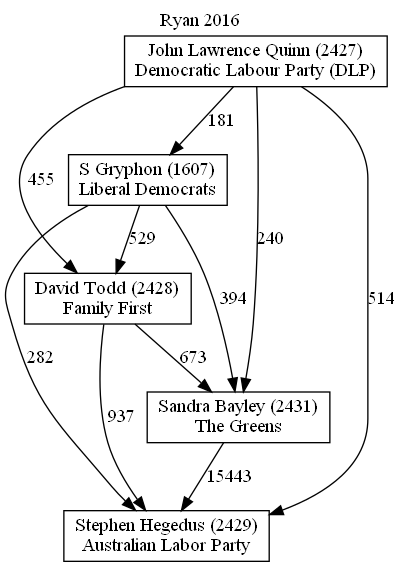 Ryan 2016
John Lawrence Quinn (2427)
Democratic Labour Party (DLP)
181
S Gryphon (1607)
Liberal Democrats
455
529
240
David Todd (2428)
Family First
394
514
282
673
937
Sandra Bayley (2431)
The Greens
15443
Stephen Hegedus (2429)
Australian Labor Party